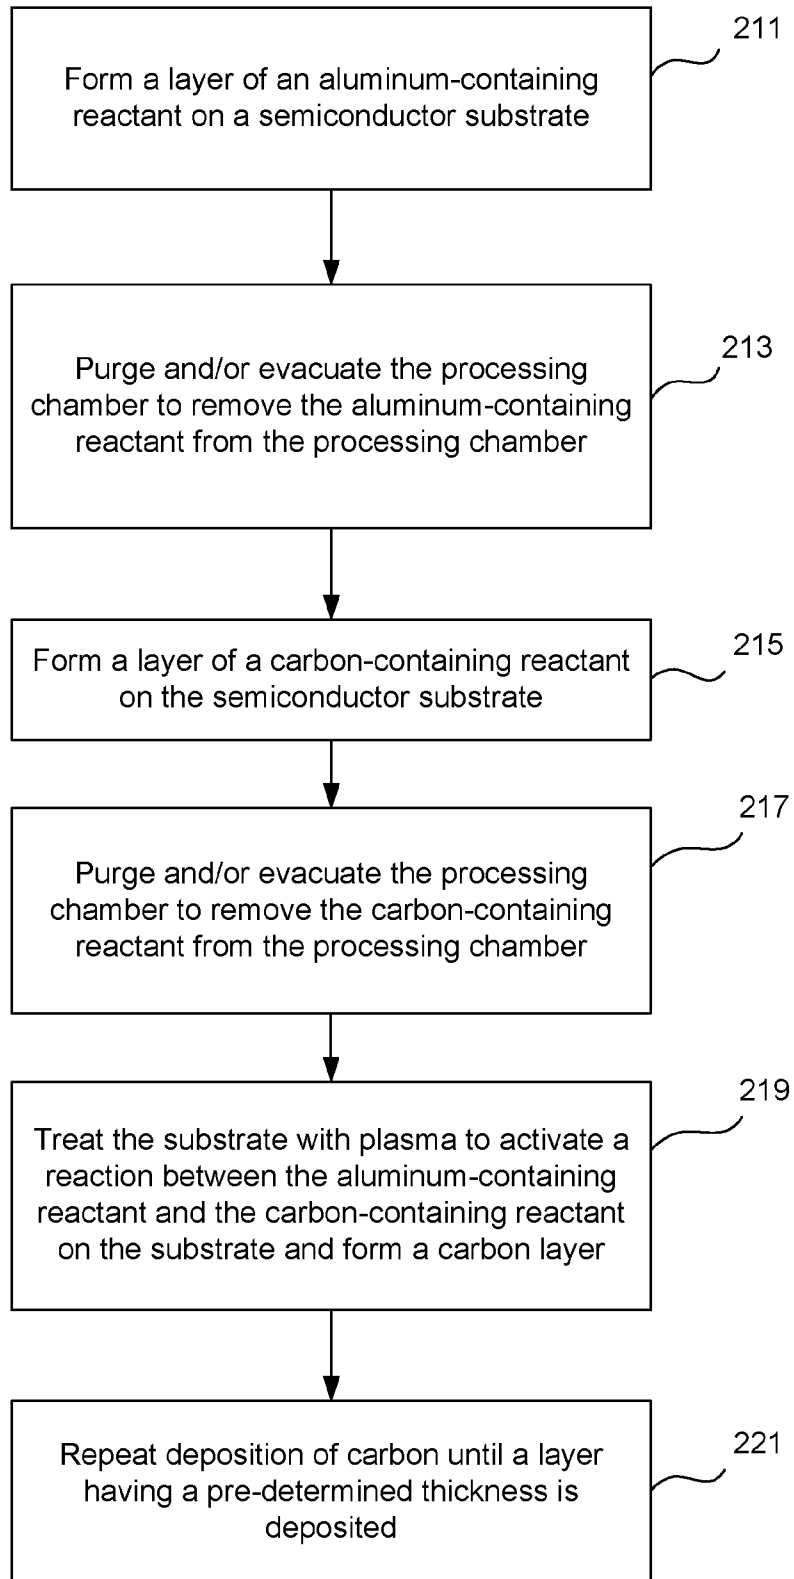 211
Form a layer of an aluminum-containing
reactant on a semiconductor substrate
213
Purge and/or evacuate the processing
chamber to remove the aluminum-containing
reactant from the processing chamber
215
Form a layer of a carbon-containing reactant
on the semiconductor substrate
217
Purge and/or evacuate the processing
chamber to remove the carbon-containing
reactant from the processing chamber
219
Treat the substrate with plasma to activate a
reaction between the aluminum-containing
reactant and the carbon-containing reactant
on the substrate and form a carbon layer
221
Repeat deposition of carbon until a layer
having a pre-determined thickness is
deposited